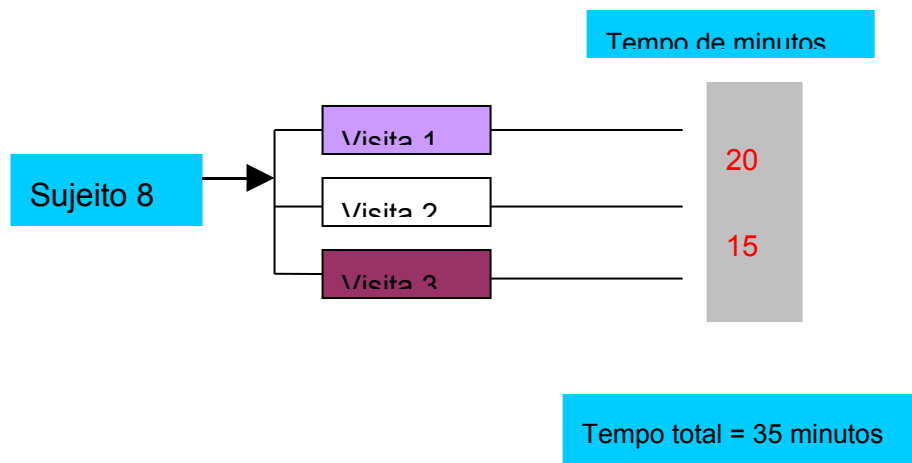 Tempo de minutos
Visita 1
20
Sujeito 8
Visita 2
15
Visita 3
Tempo total = 35 minutos